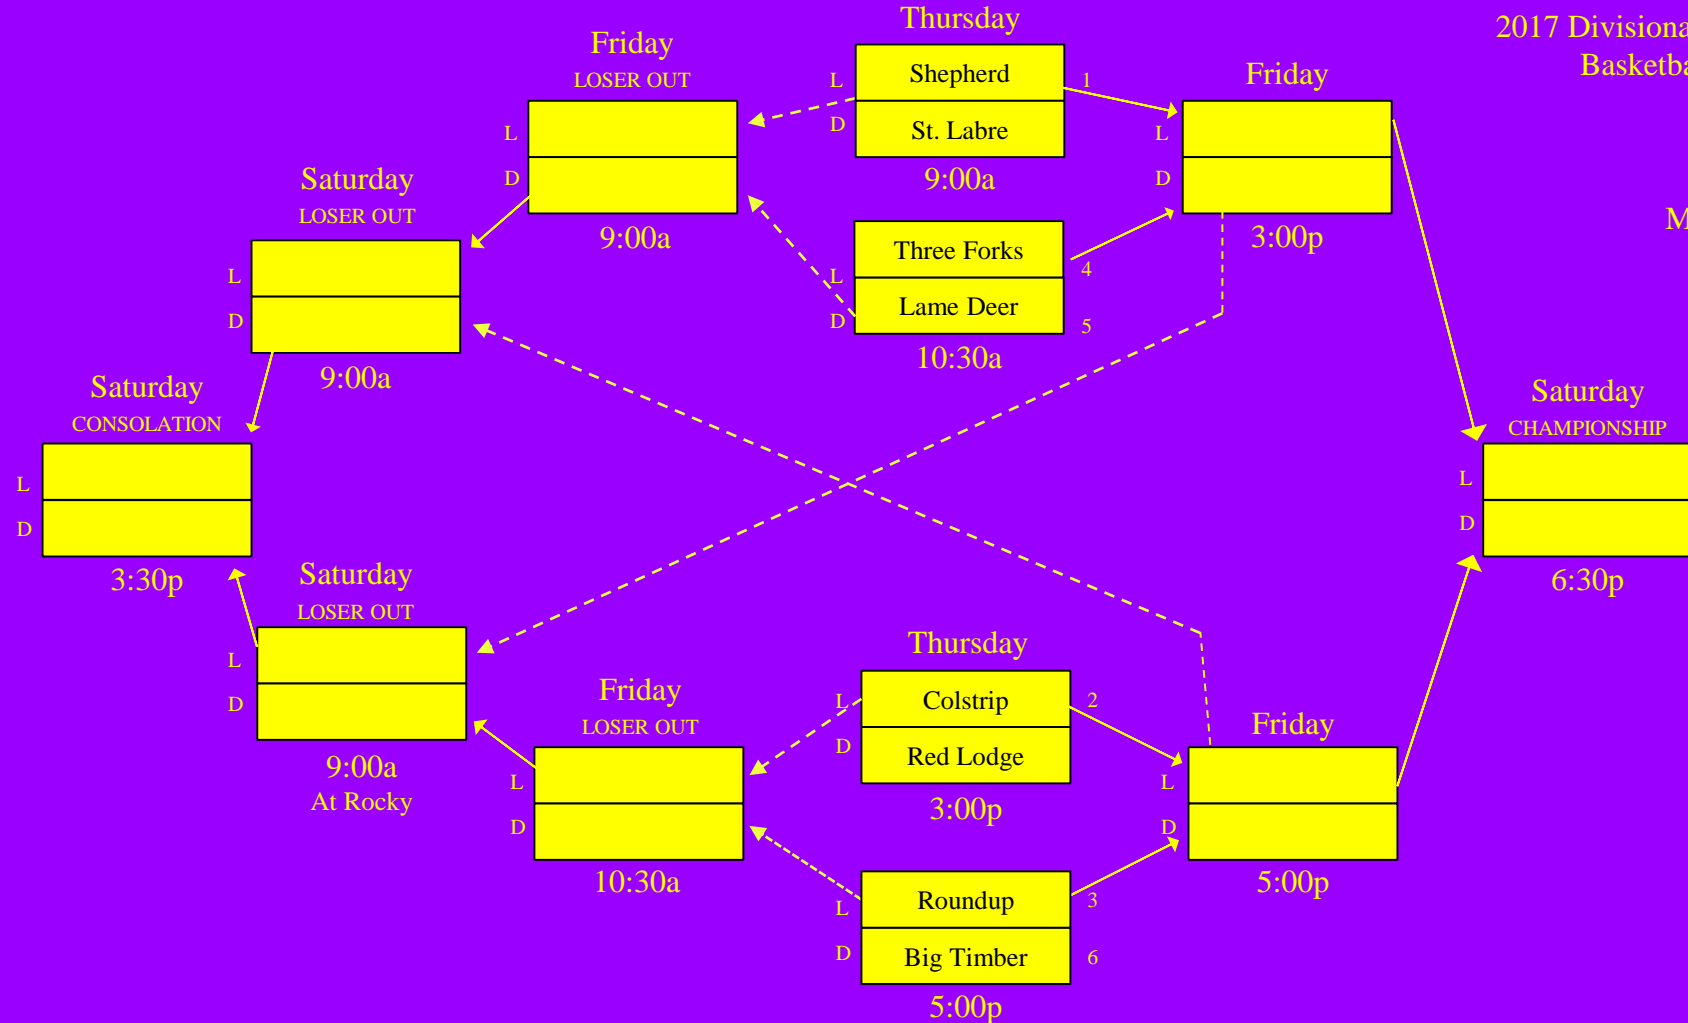 Thursday
2017 Divisiona
Basketba
Friday
LOSER OUT
L
D
9:00a
Shepherd
St. Labre
L
D
1
9:00a
Friday
L
D
3:00p
M
Saturday
LOSER OUT
L
D
9:00a
Three Forks
Lame Deer
L
D
4
5
10:30a
Saturday
CONSOLATION
L
D
3:30p
Saturday
CHAMPIONSHIP
L
D
6:30p
Saturday
LOSER OUT
L
D
9:00a
At Rocky
Friday
LOSER OUT
L
D
10:30a
Thursday
L
D
Colstrip
Red Lodge
2
3:00p
Friday
L
D
5:00p
L
D
Roundup
Big Timber
3
6
5:00p